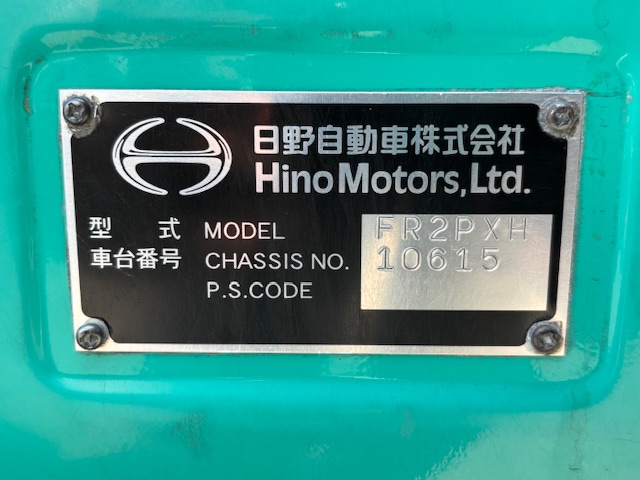 日野自動車株式会社
Hino Motors, Ltd.
型 式 MODEL FR2PXH
車台番号 CHASSIS NO. 10615
P.S.CODE